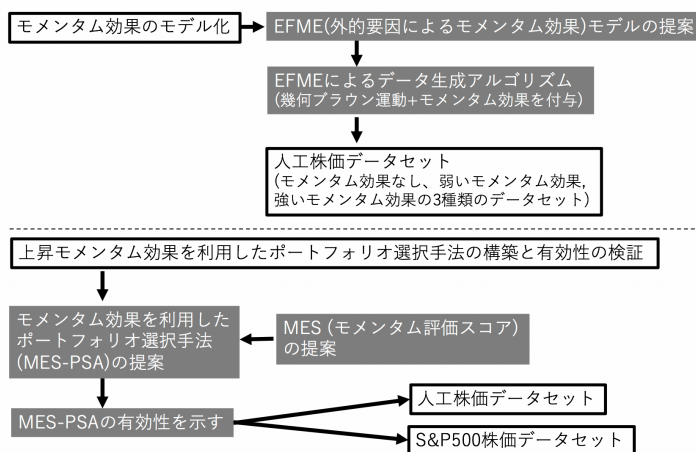 モメンタム効果のモデル化
EFME(外的要因によるモメンタム効果)モデルの提案
EFMEによるデータ生成アルゴリズム
(幾何ブラウン運動+モメンタム効果を付与)
人工株価データセット
(モメンタム効果なし、弱いモメンタム効果,
強いモメンタム効果の3種類のデータセット)
上昇モメンタム効果を利用したポートフォリオ選択手法の構築と有効性の検証
モメンタム効果を利用した
ポートフォリオ選択手法
(MES-PSA)の提案
MES (モメンタム評価スコア)
の提案
MES-PSAの有効性を示す
人工株価データセット
S&P500株価データセット